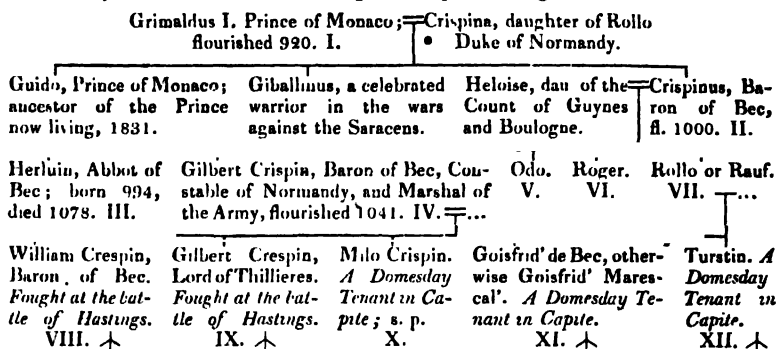 Grimaldus I. Prince of Monaco; Crispina, daughter of Rollo
flourished 920. I. Duke of Normandy.
Guido, Prince of Monaco;
ancestor of the Prince
now living, 1831.
Giballinus, a celebrated
warrior in the wars
against the Saracens.
Heloise, dau of the
Count of Guynes
and Boulogne.
Crispinus, Ba-
ron of Bec,
fl. 1000. II.
Herluin, Abbot of
Bec; born 994,
died 1078. III.
Gilbert Crispin, Baron of Bec, Con-
stable of Normandy, and Marshal of
the Army, flourished 1041. IV. ...
Odo.
V.
Roger.
VI.
Rollo or Rauf.
VII. ...
William Crespin,
Baron of Bec.
Fought at the bat-
tle of Hastings.
VIII.
Gilbert Crespin,
Lord of Thillieres.
Fought at the bat-
tle of Hastings.
IX.
Milo Crispin.
A Domesday
Tenant in Ca-
pite; s. p.
X.
Goisfrid' de Bec, other-
wise Goisfrid' Mares-
cal'. A Domesday Te-
nant in Capite.
XI.
Turstin. A
Domesday
Tenant in
Capite.
XII.